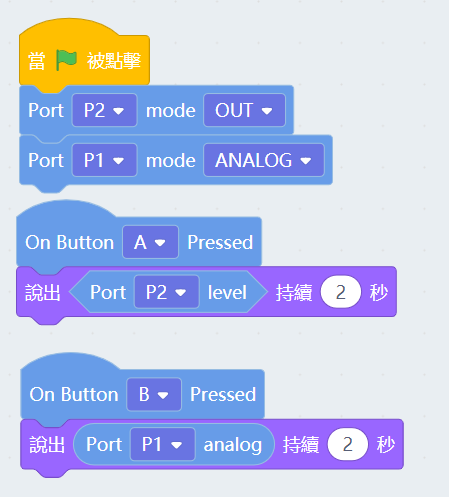 當 被點擊
Port P2 mode OUT
Port P1 mode ANALOG
On Button A Pressed
說出 Port P2 level 持續 2 秒
On Button B Pressed
說出 Port P1 analog 持續 2 秒